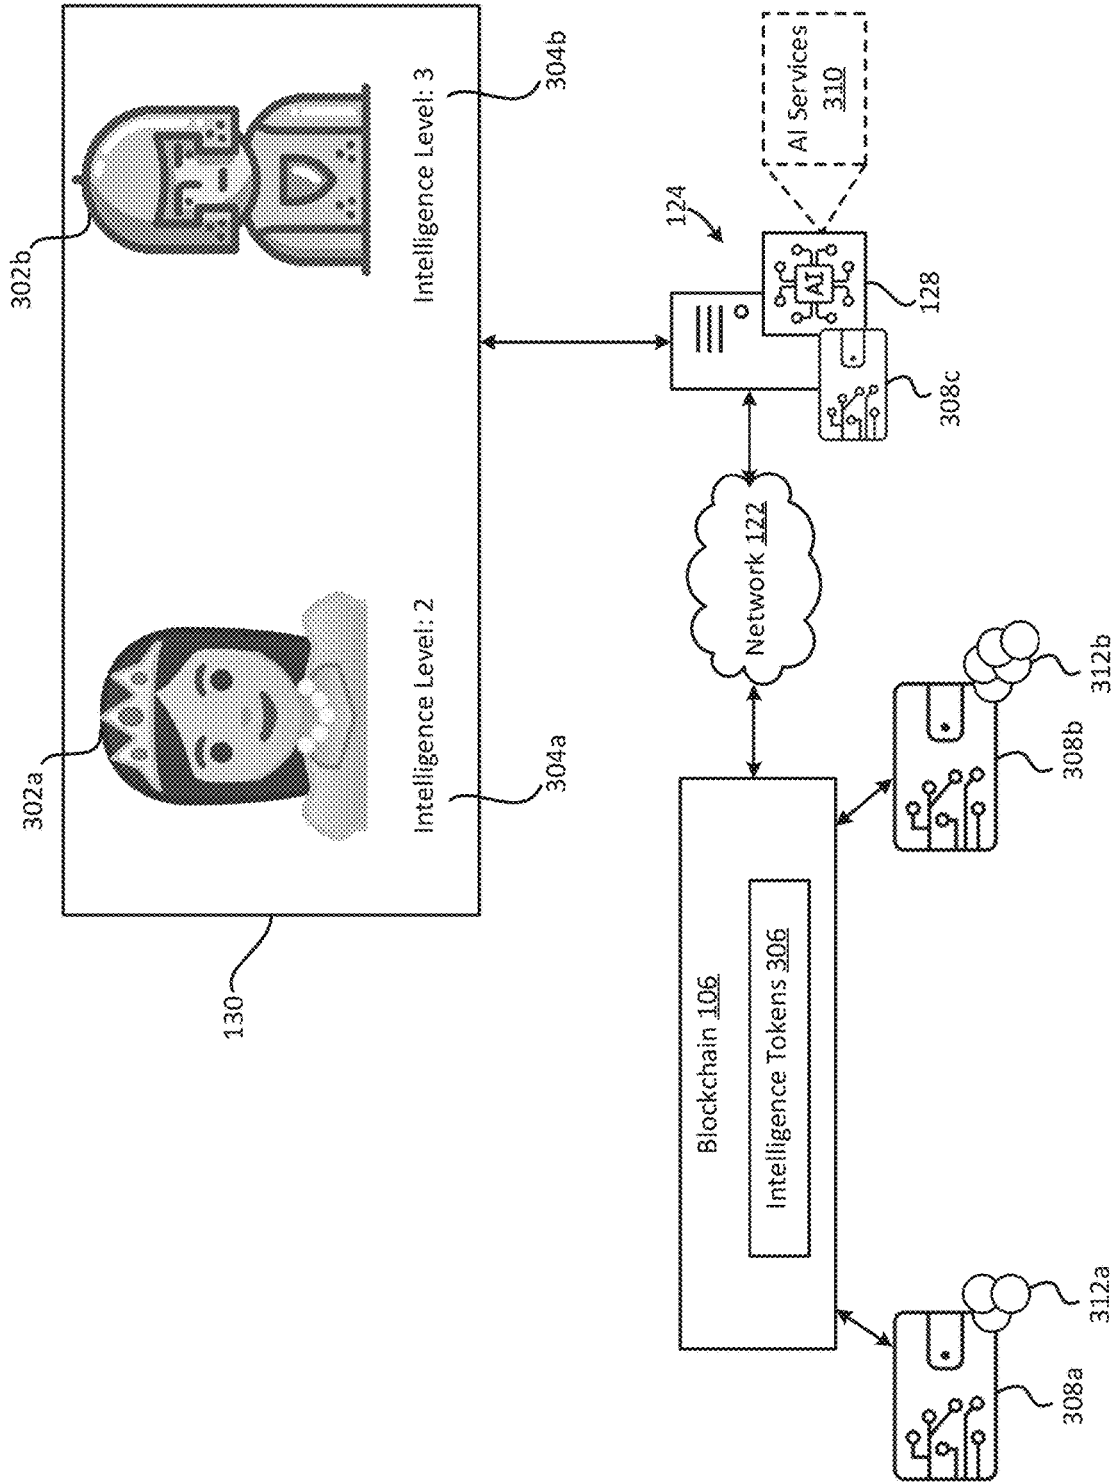 302a
302b
Intelligence Level: 2
Intelligence Level: 3
304a
304b
130
124
AI Services
310
AI
128
308c
Network 122
Blockchain 106
Intelligence Tokens 306
308a
312a
308b
312b